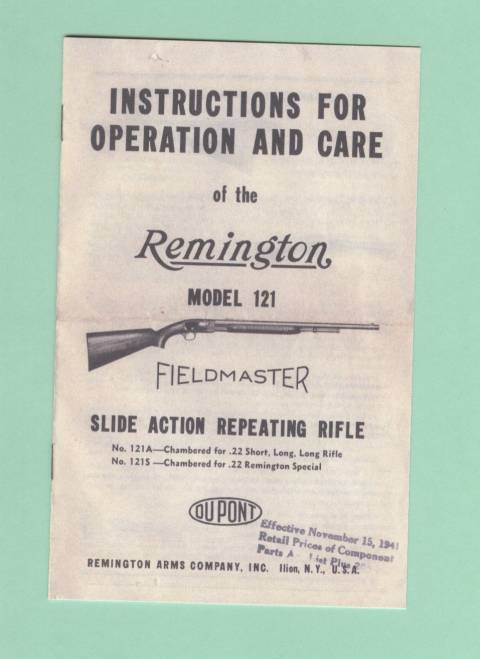 INSTRUCTIONS FOR
OPERATION AND CARE
of the
Remington
MODEL 121
FIELDMASTER
SLIDE ACTION REPEATING RIFLE
No. 121A—Chambered for .22 Short, Long, Long Rifle
No. 121S—Chambered for .22 Remington Special
DU PONT
Effective November 15, 1941
Retail Prices of Component
Parts A List Plus
REMINGTON ARMS COMPANY, INC. Ilion, N.Y., U.S.A.